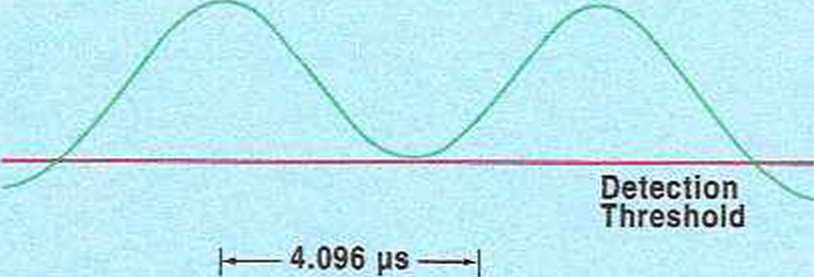 Detection
Threshold
4.096 µs